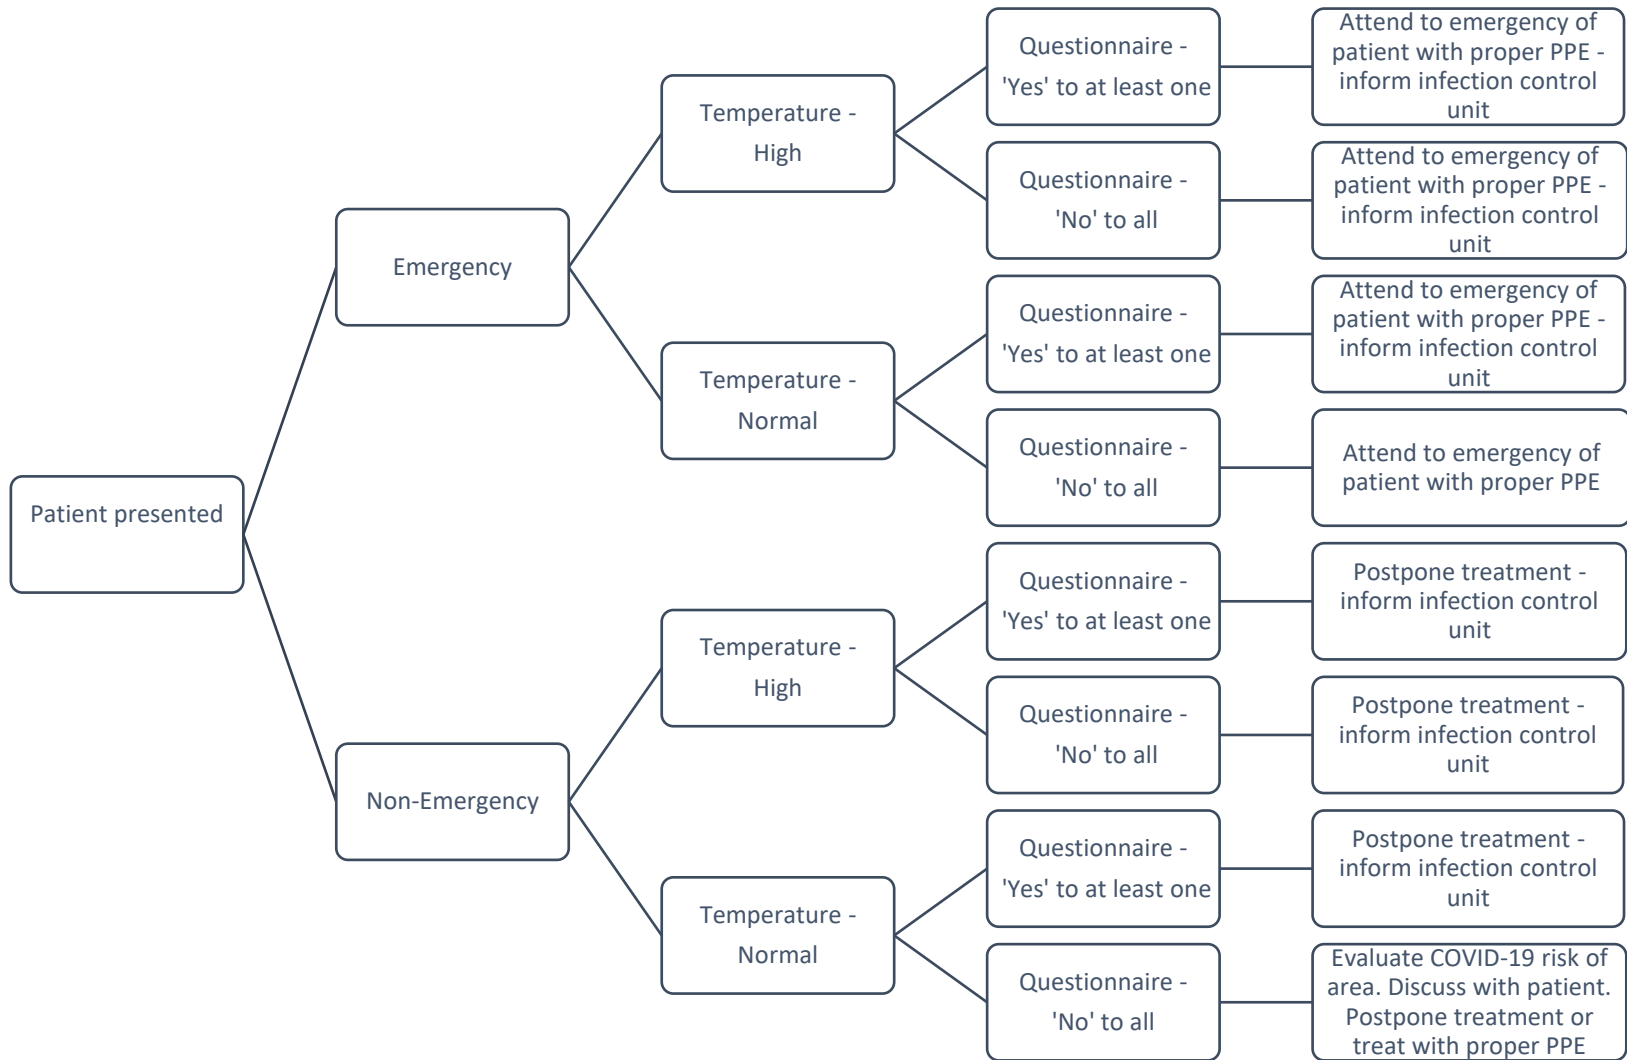 Patient presented
Emergency
Temperature -
High
Questionnaire -
'Yes' to at least one
Attend to emergency of
patient with proper PPE -
inform infection control
unit
Questionnaire -
'No' to all
Attend to emergency of
patient with proper PPE -
inform infection control
unit
Temperature -
Normal
Questionnaire -
'Yes' to at least one
Attend to emergency of
patient with proper PPE -
inform infection control
unit
Questionnaire -
'No' to all
Attend to emergency of
patient with proper PPE
Non-Emergency
Temperature -
High
Questionnaire -
'Yes' to at least one
Postpone treatment -
inform infection control
unit
Questionnaire -
'No' to all
Postpone treatment -
inform infection control
unit
Temperature -
Normal
Questionnaire -
'Yes' to at least one
Postpone treatment -
inform infection control
unit
Questionnaire -
'No' to all
Evaluate COVID-19 risk of
area. Discuss with patient.
Postpone treatment or
treat with proper PPE